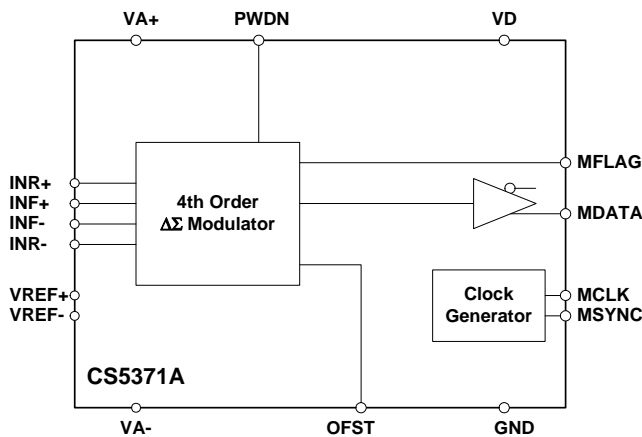 VA+
PWDN
VD
INR+
INF+
INF-
INR-
4th Order
ΔΣ Modulator
MFLAG
MDATA
VREF+
VREF-
Clock
Generator
MCLK
MSYNC
CS5371A
VA-
OFST
GND